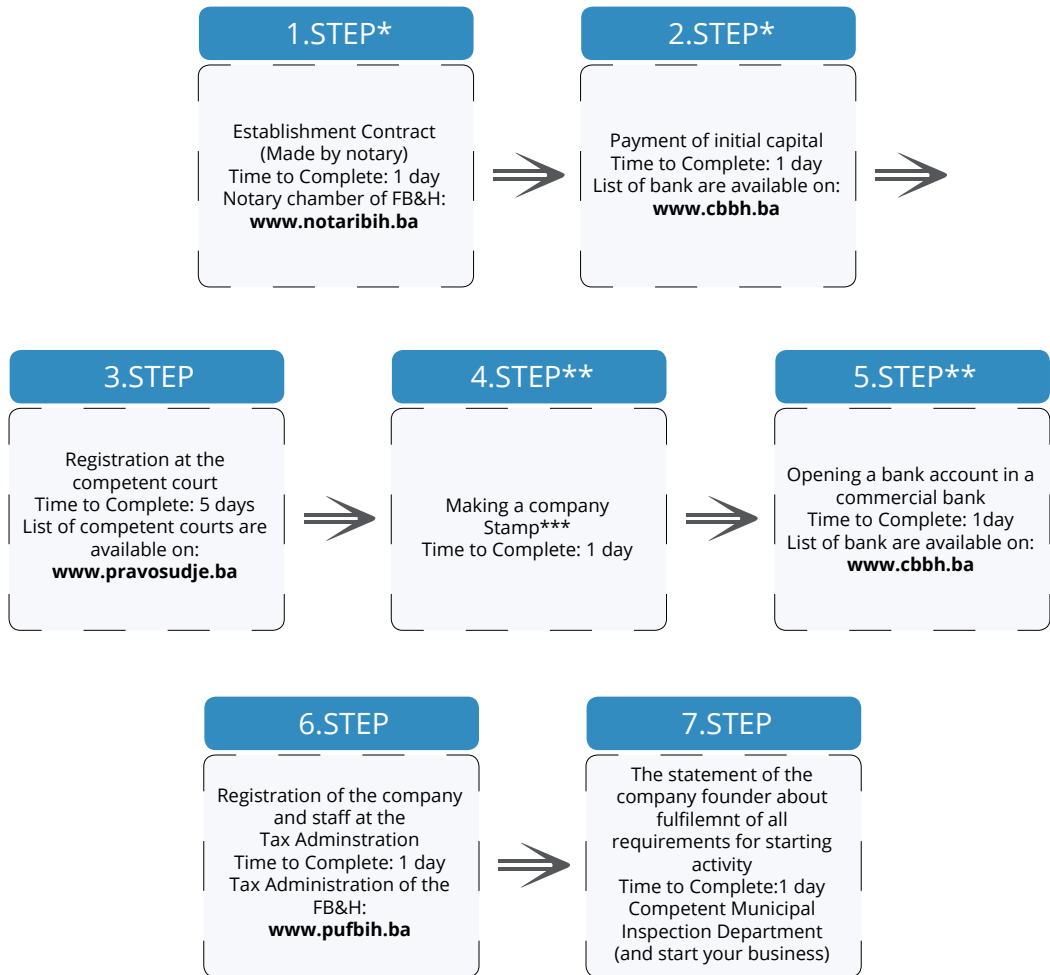 1.STEP*
Establishment Contract
(Made by notary)
Time to Complete: 1 day
Notary chamber of FB&H:
www.notaribih.ba
2.STEP*
Payment of initial capital
Time to Complete: 1 day
List of bank are available on:
www.cbbh.ba
3.STEP
Registration at the
competent court
Time to Complete: 5 days
List of competent courts are
available on:
www.pravosudje.ba
4.STEP**
Making a company
Stamp***
Time to Complete: 1 day
5.STEP**
Opening a bank account in a
commercial bank
Time to Complete: 1day
List of bank are available on:
www.cbbh.ba
6.STEP
Registration of the company
and staff at the
Tax Adminstration
Time to Complete: 1 day
Tax Administration of the
FB&H:
www.pufbih.ba
7.STEP
The statement of the
company founder about
fulfilemnt of all
requirements for starting
activity
Time to Complete:1 day
Competent Municipal
Inspection Department
(and start your business)